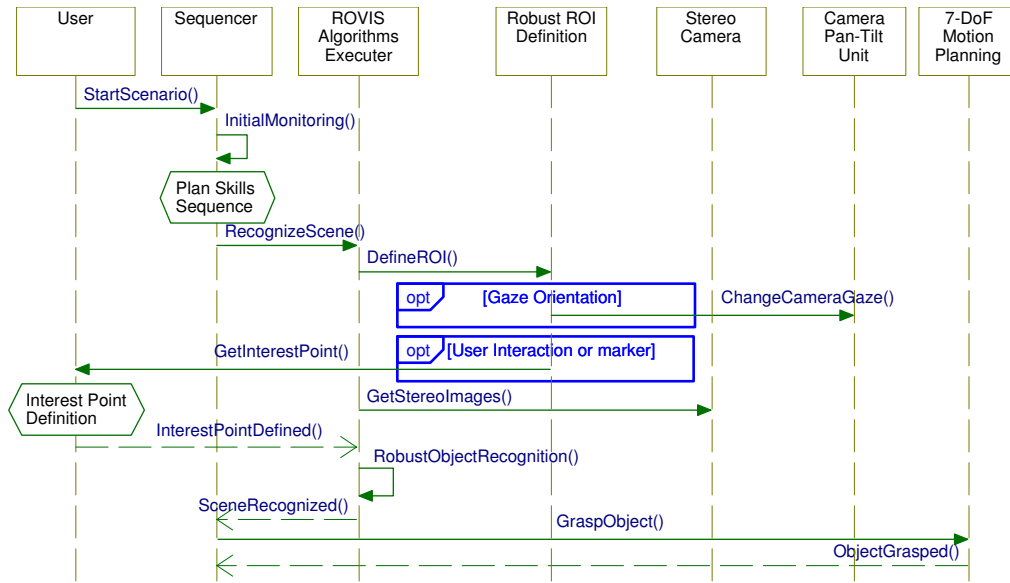 User
Sequencer
ROVIS
Algorithms
Executer
Robust ROI
Definition
Stereo
Camera
Camera
Pan-Tilt
Unit
7-DoF
Motion
Planning
StartScenario()
InitialMonitoring()
Plan Skills
Sequence
RecognizeScene()
DefineROI()
opt [Gaze Orientation]
ChangeCameraGaze()
GetInterestPoint()
opt [User Interaction or marker]
Interest Point
Definition
GetStereoImages()
InterestPointDefined()
RobustObjectRecognition()
SceneRecognized()
GraspObject()
ObjectGrasped()